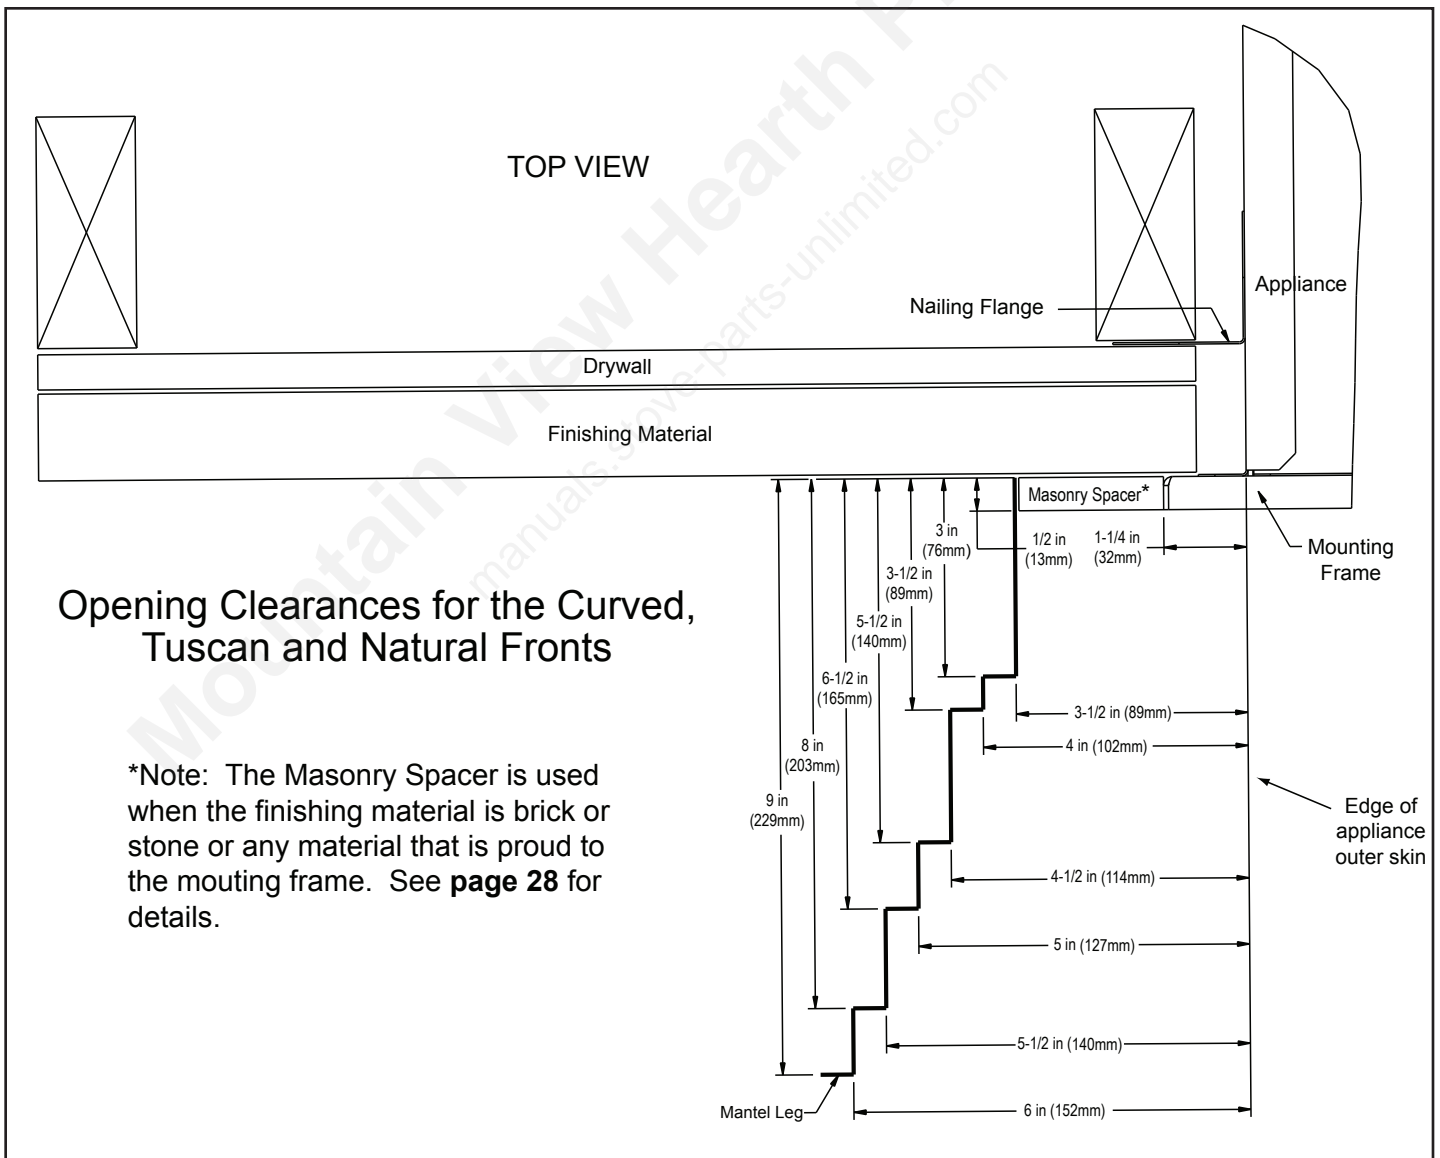 TOP VIEW
Appliance
Nailing Flange
Drywall
Finishing Material
Masonry Spacer*
3 in
(76mm)
1/2 in
(13mm)
1-1/4 in
(32mm)
Mounting
Frame
3-1/2 in
(89mm)
5-1/2 in
(140mm)
6-1/2 in
(165mm)
8 in
(203mm)
9 in
(229mm)
Opening Clearances for the Curved,
Tuscan and Natural Fronts
3-1/2 in (89mm)
4 in (102mm)
*Note:  The Masonry Spacer is used
when the finishing material is brick or
stone or any material that is proud to
the mouting frame.  See page 28 for
details.
Edge of
appliance
outer skin
4-1/2 in (114mm)
5 in (127mm)
5-1/2 in (140mm)
6 in (152mm)
Mantel Leg
Mountain View Hearth
manuals.stove-parts-unlimited.com